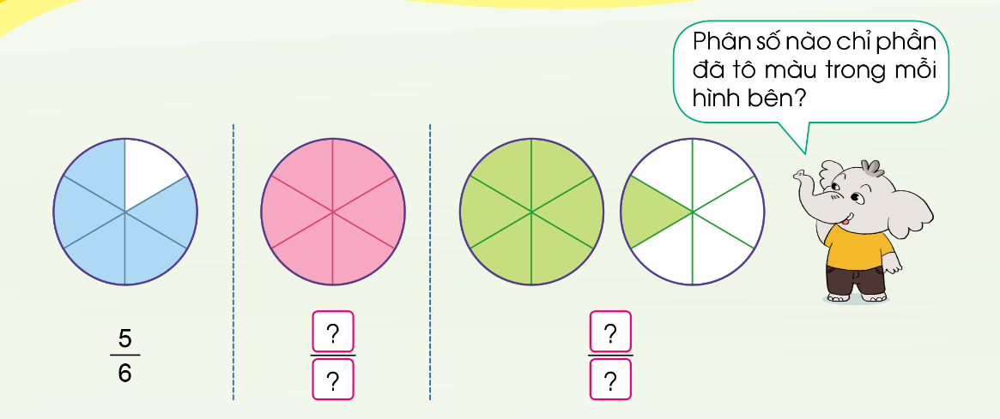 Phân số nào chỉ phần
đã tô màu trong mỗi
hình bên?
5
6
?
?
?
?